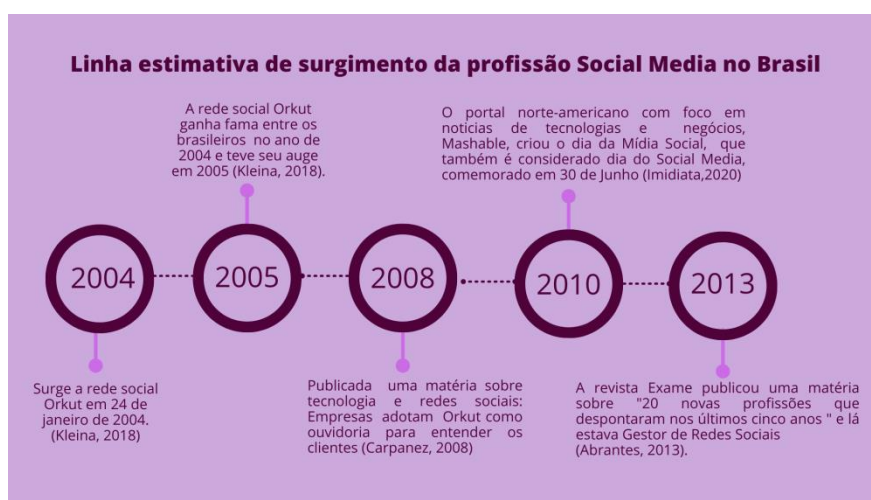 Linha estimativa de surgimento da profissão Social Media no Brasil
A rede social Orkut
ganha fama entre os
brasileiros no ano de
2004 e teve seu auge
em 2005 (Kleina, 2018).
O portal norte-americano com foco em
noticias de tecnologias e negócios,
Mashable, criou o dia da Mídia Social, que
também é considerado dia do Social Media,
comemorado em 30 de Junho (Imidiata,2020)
2004
2005
2008
2010
2013
Surge a rede social
Orkut em 24 de
janeiro de 2004.
(Kleina, 2018)
Publicada uma matéria sobre
tecnologia e redes sociais:
Empresas adotam Orkut como
ouvidoria para entender os
clientes (Carpanez, 2008)
A revista Exame publicou uma matéria
sobre "20 novas profissões que
despontaram nos últimos cinco anos " e lá
estava Gestor de Redes Sociais
(Abrantes, 2013).